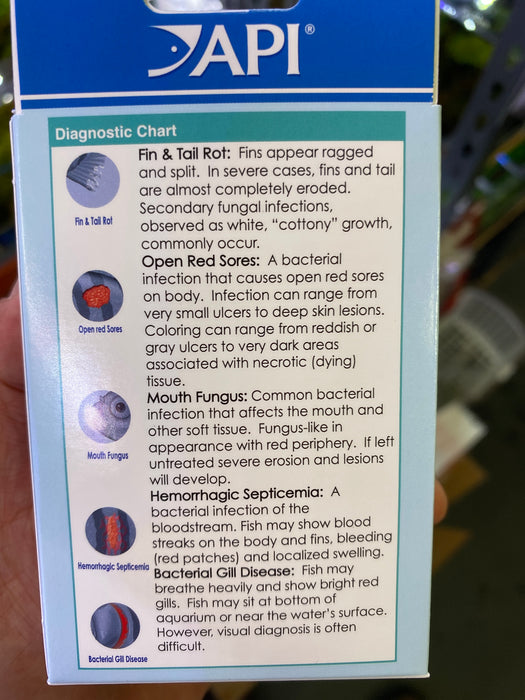 API®
Diagnostic Chart
Fin & Tail Rot: Fins appear ragged
and split. In severe cases, fins and tail
are almost completely eroded.
Secondary fungal infections,
observed as white, “cottony” growth,
commonly occur.
Fin & Tail Rot
Open Red Sores: A bacterial
infection that causes open red sores
on body. Infection can range from
very small ulcers to deep skin lesions.
Coloring can range from reddish or
gray ulcers to very dark areas
associated with necrotic (dying)
tissue.
Open red Sores
Mouth Fungus: Common bacterial
infection that affects the mouth and
other soft tissue. Fungus-like in
appearance with red periphery. If left
untreated severe erosion and lesions
will develop.
Mouth Fungus
Hemorrhagic Septicemia: A
bacterial infection of the
bloodstream. Fish may show blood
streaks on the body and fins, bleeding
(red patches) and localized swelling.
Hemorrhagic Septicemia
Bacterial Gill Disease: Fish may
breathe heavily and show bright red
gills. Fish may sit at bottom of
aquarium or near the water’s surface.
However, visual diagnosis is often
difficult.
Bacterial Gill Disease